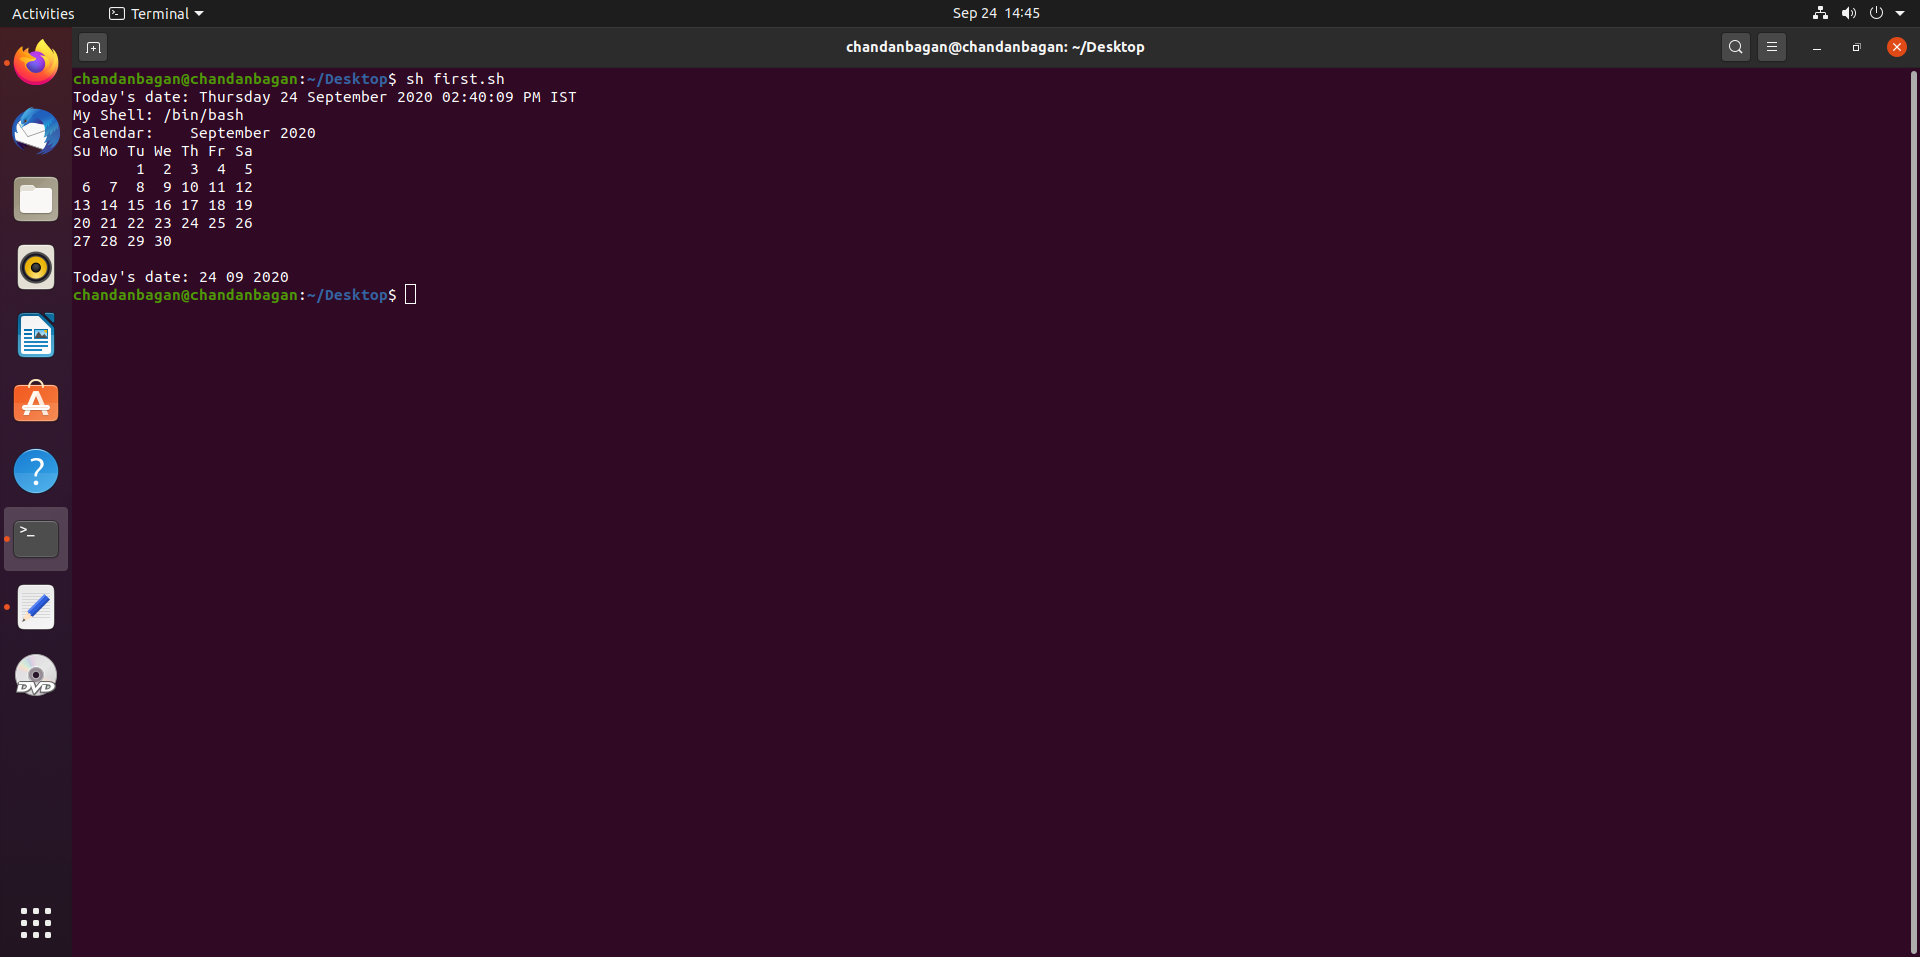 Activities
Terminal
Sep 24 14:45
chandanbagan@chandanbagan: ~/Desktop
chandanbagan@chandanbagan:~/Desktop$ sh first.sh
Today's date: Thursday 24 September 2020 02:40:09 PM IST
My Shell: /bin/bash
Calendar:    September 2020
Su Mo Tu We Th Fr Sa
       1  2  3  4  5
 6  7  8  9 10 11 12
13 14 15 16 17 18 19
20 21 22 23 24 25 26
27 28 29 30
Today's date: 24 09 2020
chandanbagan@chandanbagan:~/Desktop$
?
>_
DVD